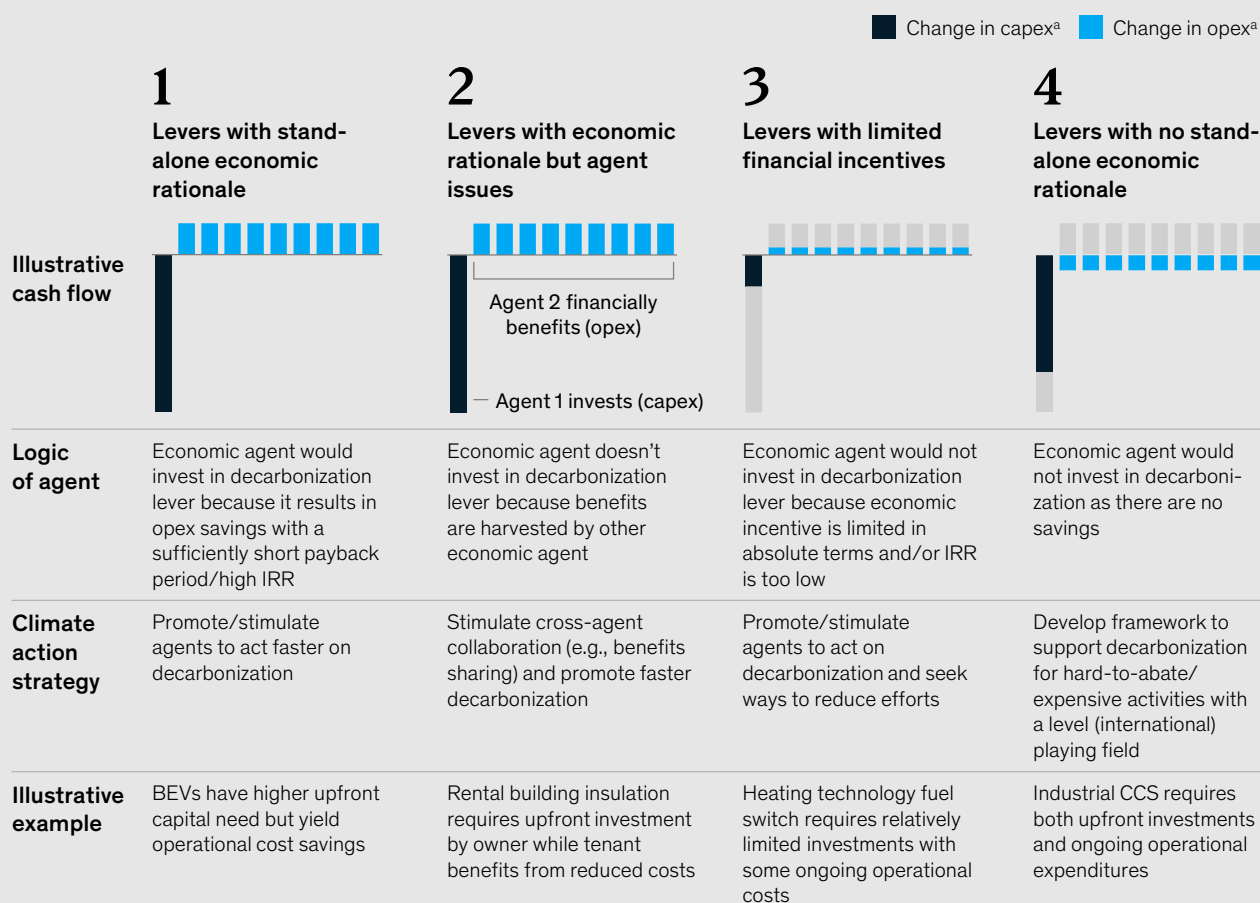 Change in capexᵃ
Change in opexᵃ
1
Levers with stand-
alone economic
rationale
2
Levers with economic
rationale but agent
issues
3
Levers with limited
financial incentives
4
Levers with no stand-
alone economic
rationale
Illustrative
cash flow
Agent 2 financially
benefits (opex)
Agent 1 invests (capex)
Logic
of agent
Economic agent would
invest in decarbonization
lever because it results in
opex savings with a
sufficiently short payback
period/high IRR
Economic agent doesn't
invest in decarbonization
lever because benefits
are harvested by other
economic agent
Economic agent would not
invest in decarbonization
lever because economic
incentive is limited in
absolute terms and/or IRR
is too low
Economic agent would
not invest in decarboni-
zation as there are no
savings
Climate
action
strategy
Promote/stimulate
agents to act faster on
decarbonization
Stimulate cross-agent
collaboration (e.g., benefits
sharing) and promote faster
decarbonization
Promote/stimulate
agents to act on
decarbonization and seek
ways to reduce efforts
Develop framework to
support decarbonization
for hard-to-abate/
expensive activities with
a level (international)
playing field
Illustrative
example
BEVs have higher upfront
capital need but yield
operational cost savings
Rental building insulation
requires upfront investment
by owner while tenant
benefits from reduced costs
Heating technology fuel
switch requires relatively
limited investments with
some ongoing operational
costs
Industrial CCS requires
both upfront investments
and ongoing operational
expenditures